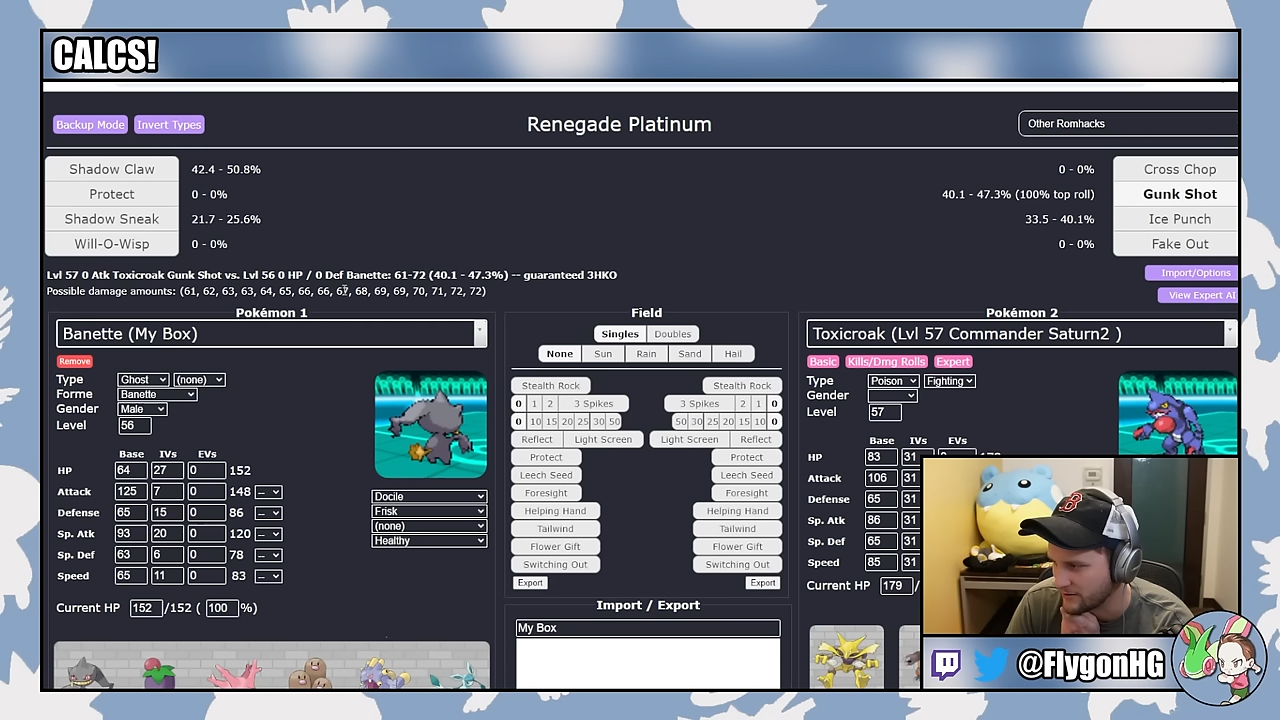 CALCS!
Backup Mode Invert Types Renegade Platinum Other Romhacks
Shadow Claw 42.4 - 50.8% 0 - 0% Cross Chop
Protect 0 - 0% 40.1 - 47.3% (100% top roll) Gunk Shot
Shadow Sneak 21.7 - 25.6% 33.5 - 40.1% Ice Punch
Will-O-Wisp 0 - 0% 0 - 0% Fake Out
Lvl 57 0 Atk Toxicroak Gunk Shot vs. Lvl 56 0 HP / 0 Def Banette: 61-72 (40.1 - 47.3%) -- guaranteed 3HKO
Import/Options
Possible damage amounts: (61, 62, 63, 63, 64, 65, 66, 66, 67, 68, 69, 69, 70, 71, 72, 72)
View Expert AI
Pokémon 1
Banette (My Box)
Remove
Type Ghost (none)
Forme Banette
Gender Male
Level 56
Base IVs EVs
HP 64 27 0 152
Attack 125 7 0 148 --
Defense 65 15 0 86 --
Sp. Atk 93 20 0 120 --
Sp. Def 63 6 0 78 --
Speed 65 11 0 83 --
Docile
Frisk
(none)
Healthy
Current HP 152 /152 ( 100 %)
Field
Singles Doubles
None Sun Rain Sand Hail
Stealth Rock Stealth Rock
0 1 2 3 Spikes 3 Spikes 2 1 0
0 10 15 20 25 30 50 50 30 25 20 15 10 0
Reflect Light Screen Light Screen Reflect
Protect Protect
Leech Seed Leech Seed
Foresight Foresight
Helping Hand Helping Hand
Tailwind Tailwind
Flower Gift Flower Gift
Switching Out Switching Out
Export Export
Import / Export
My Box
Pokémon 2
Toxicroak (Lvl 57 Commander Saturn2 )
Basic Kills/Dmg Rolls Expert
Type Poison Fighting
Gender
Level 57
Base IVs EVs
HP 83 31
Attack 106 31
Defense 65 31
Sp. Atk 86 31
Sp. Def 65 31
Speed 85 31
Current HP 179 /
B
@FlygonHG